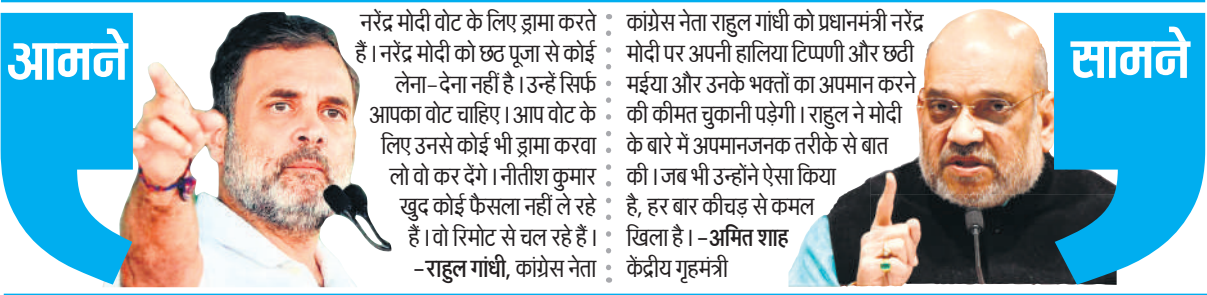 आमने
नरेंद्र मोदी वोट के लिए ड्रामा करते
हैं। नरेंद्र मोदी को छठ पूजा से कोई
लेना-देना नहीं है। उन्हें सिर्फ
आपका वोट चाहिए। आप वोट के
लिए उनसे कोई भी ड्रामा करवा
लो वो कर देंगे। नीतीश कुमार
खुद कोई फैसला नहीं ले रहे
हैं। वो रिमोट से चल रहे हैं।
-राहुल गांधी, कांग्रेस नेता
कांग्रेस नेता राहुल गांधी को प्रधानमंत्री नरेंद्र
मोदी पर अपनी हालिया टिप्पणी और छठी
मईया और उनके भक्तों का अपमान करने
की कीमत चुकानी पड़ेगी। राहुल ने मोदी
के बारे में अपमानजनक तरीके से बात
की। जब भी उन्होंने ऐसा किया
है, हर बार कीचड़ से कमल
खिला है। -अमित शाह
केंद्रीय गृहमंत्री
सामने